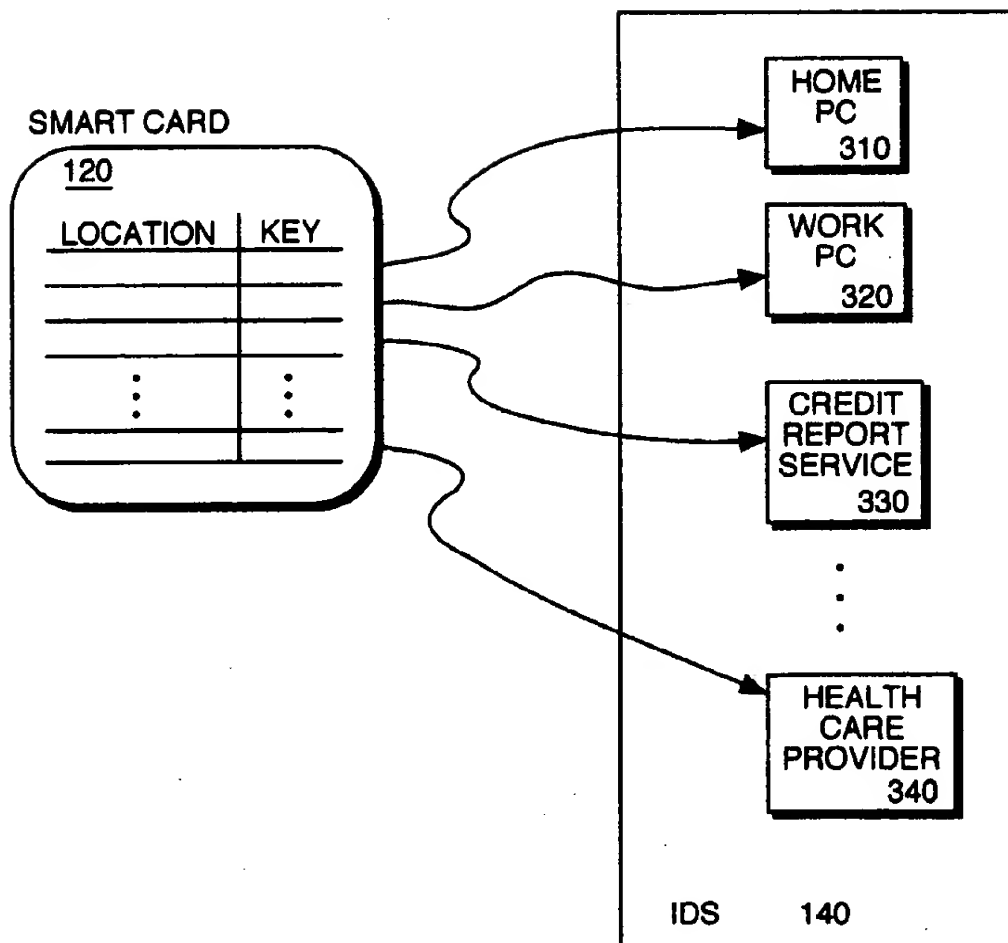 SMART CARD
120
LOCATION KEY
HOME
PC
310
WORK
PC
320
CREDIT
REPORT
SERVICE
330
HEALTH
CARE
PROVIDER
340
IDS 140